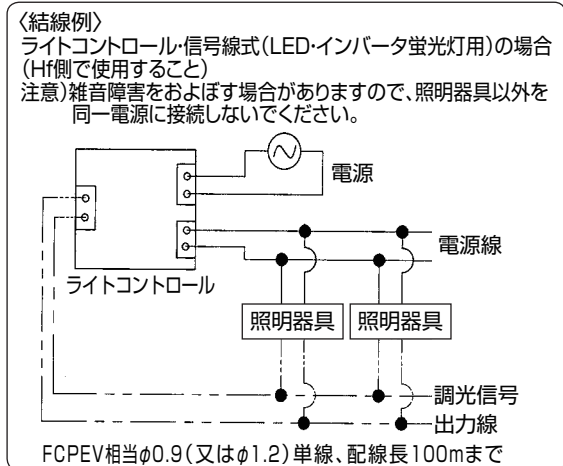 〈結線例〉
ライトコントロール・信号線式(LED・インバータ蛍光灯用)の場合
(Hf側で使用すること)
注意)雑音障害をおよぼす場合がありますので、照明器具以外を
同一電源に接続しないでください。
電源
電源線
ライトコントロール
照明器具 照明器具
調光信号
出力線
FCPEV相当φ0.9(又はφ1.2)単線、配線長100mまで